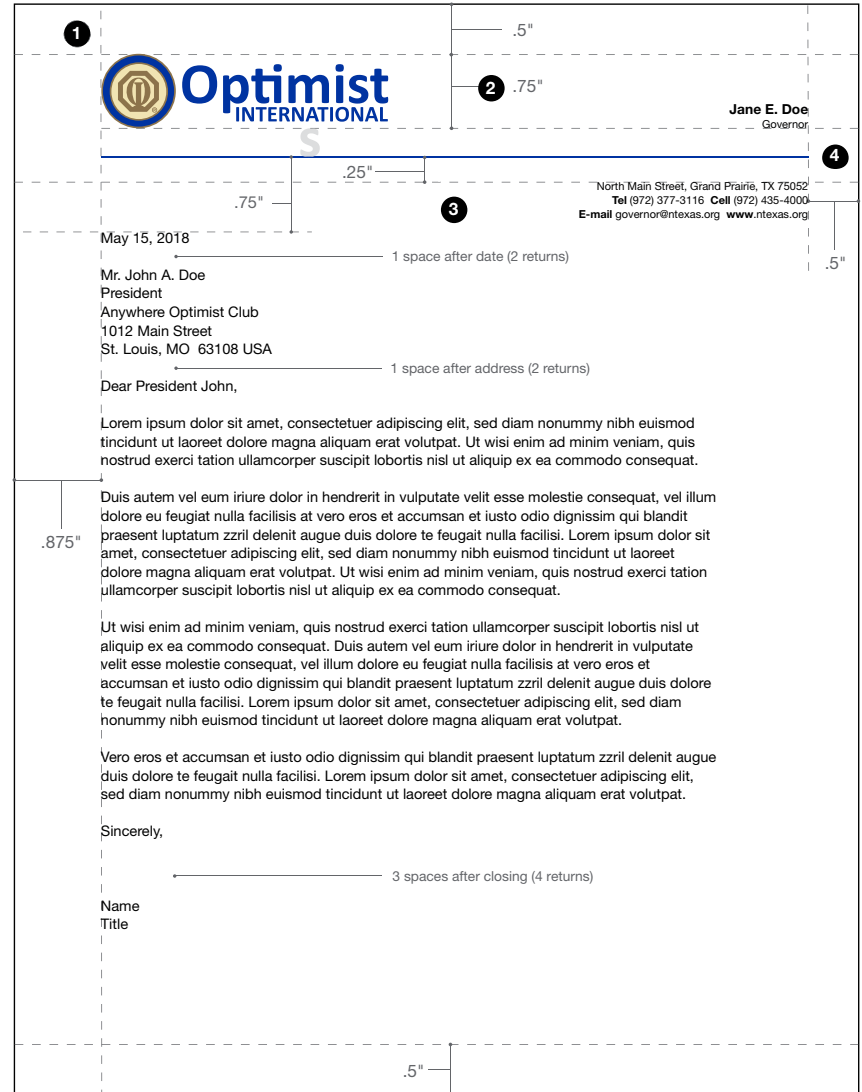 1
.5"
Optimist
INTERNATIONAL
2 .75"
Jane E. Doe
Governor
S
4
.25"
.75"
3
North Main Street, Grand Prairie, TX 75052
Tel (972) 377-3116  Cell (972) 435-4000
E-mail governor@ntexas.org  www.ntexas.org
.5"
May 15, 2018
1 space after date (2 returns)
Mr. John A. Doe
President
Anywhere Optimist Club
1012 Main Street
St. Louis, MO  63108 USA
1 space after address (2 returns)
Dear President John,
Lorem ipsum dolor sit amet, consectetuer adipiscing elit, sed diam nonummy nibh euismod
tincidunt ut laoreet dolore magna aliquam erat volutpat. Ut wisi enim ad minim veniam, quis
nostrud exerci tation ullamcorper suscipit lobortis nisl ut aliquip ex ea commodo consequat.
.875"
Duis autem vel eum iriure dolor in hendrerit in vulputate velit esse molestie consequat, vel illum
dolore eu feugiat nulla facilisis at vero eros et accumsan et iusto odio dignissim qui blandit
praesent luptatum zzril delenit augue duis dolore te feugait nulla facilisi. Lorem ipsum dolor sit
amet, consectetuer adipiscing elit, sed diam nonummy nibh euismod tincidunt ut laoreet
dolore magna aliquam erat volutpat. Ut wisi enim ad minim veniam, quis nostrud exerci tation
ullamcorper suscipit lobortis nisl ut aliquip ex ea commodo consequat.
Ut wisi enim ad minim veniam, quis nostrud exerci tation ullamcorper suscipit lobortis nisl ut
aliquip ex ea commodo consequat. Duis autem vel eum iriure dolor in hendrerit in vulputate
velit esse molestie consequat, vel illum dolore eu feugiat nulla facilisis at vero eros et
accumsan et iusto odio dignissim qui blandit praesent luptatum zzril delenit augue duis dolore
te feugait nulla facilisi. Lorem ipsum dolor sit amet, consectetuer adipiscing elit, sed diam
nonummy nibh euismod tincidunt ut laoreet dolore magna aliquam erat volutpat.
Vero eros et accumsan et iusto odio dignissim qui blandit praesent luptatum zzril delenit augue
duis dolore te feugait nulla facilisi. Lorem ipsum dolor sit amet, consectetuer adipiscing elit,
sed diam nonummy nibh euismod tincidunt ut laoreet dolore magna aliquam erat volutpat.
Sincerely,
3 spaces after closing (4 returns)
Name
Title
.5"